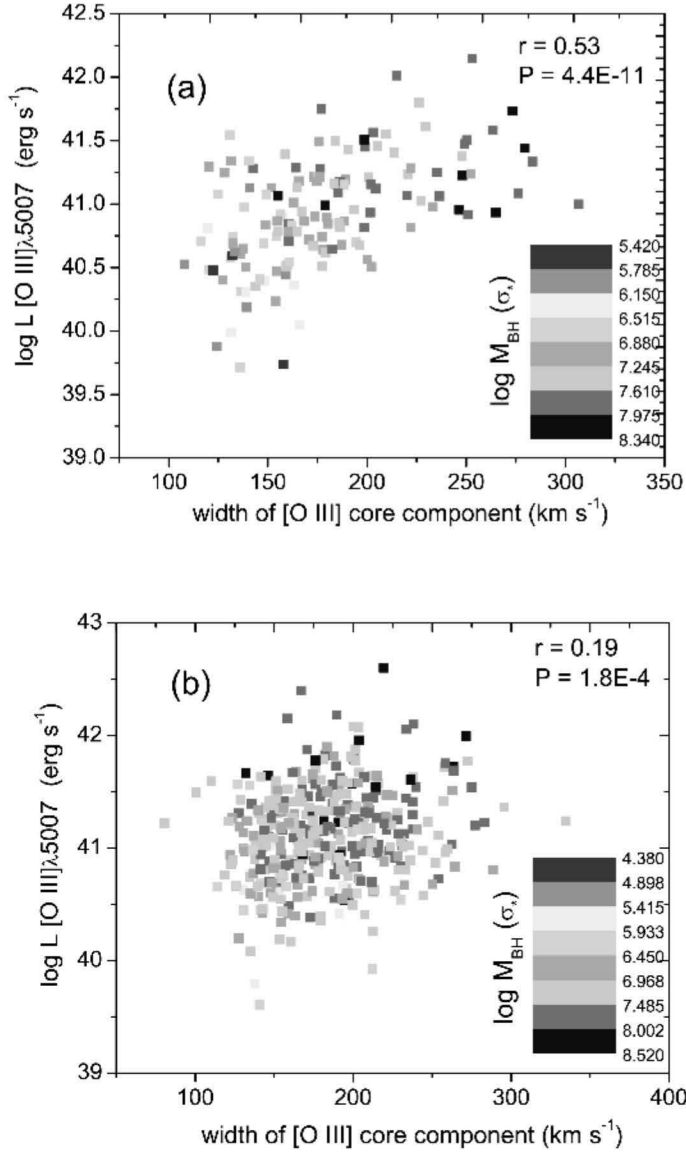 42.5
42.0
41.5
41.0
40.5
40.0
39.5
39.0
log L [O III]λ5007 (erg s⁻¹)
(a)
r = 0.53
P = 4.4E-11
log M_BH (σ*)
5.420
5.785
6.150
6.515
6.880
7.245
7.610
7.975
8.340
100 150 200 250 300 350
width of [O III] core component (km s⁻¹)
43
42
41
40
39
log L [O III]λ5007 (erg s⁻¹)
(b)
r = 0.19
P = 1.8E-4
log M_BH (σ*)
4.380
4.898
5.415
5.933
6.450
6.968
7.485
8.002
8.520
100 150 200 250 300 350 400
width of [O III] core component (km s⁻¹)